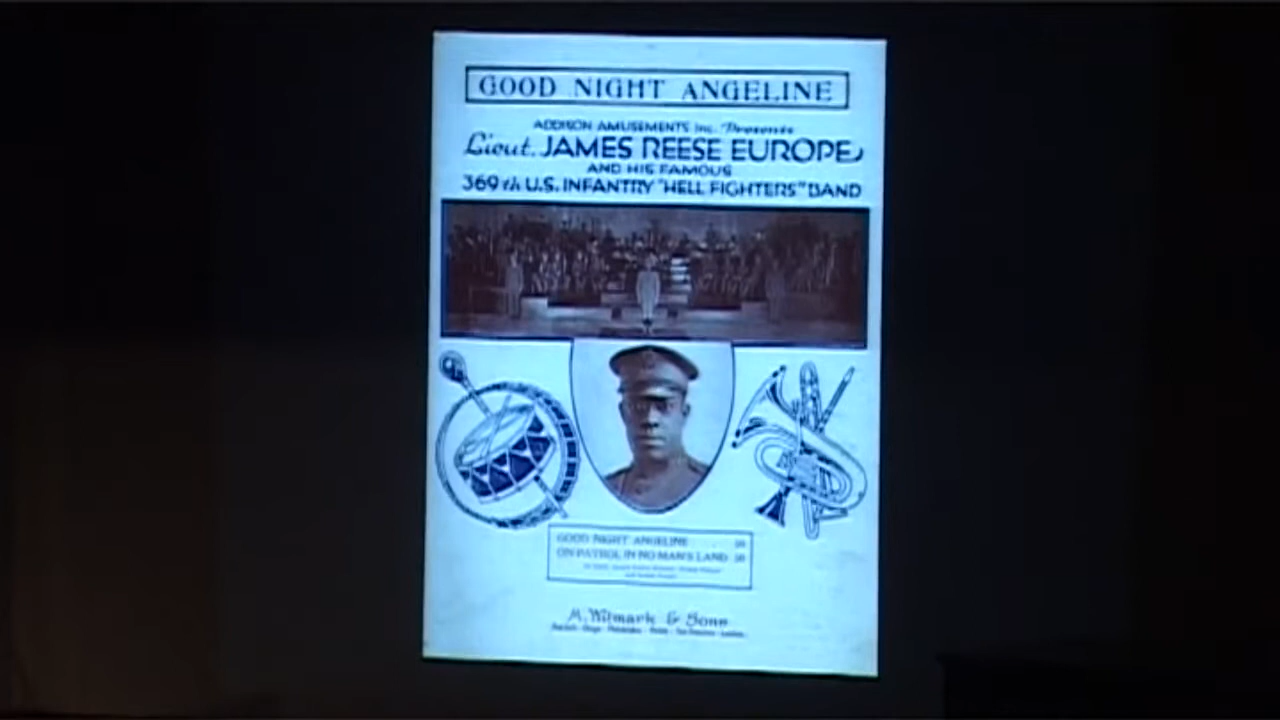 GOOD NIGHT ANGELINE
ADDISON AMUSEMENTS Inc. Presents
Lieut. JAMES REESE EUROPE
AND HIS FAMOUS
369th U.S. INFANTRY "HELL FIGHTERS" BAND
GOOD NIGHT ANGELINE
ON PATROL IN NO MAN'S LAND
M. Witmark & Sons